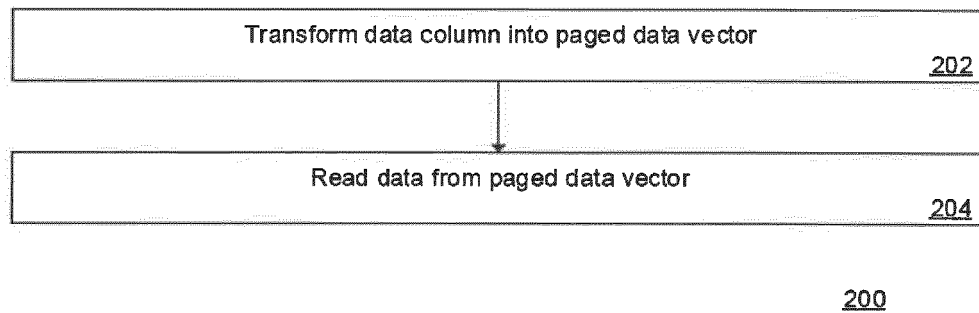 Transform data column into paged data vector
202
Read data from paged data vector
204
200